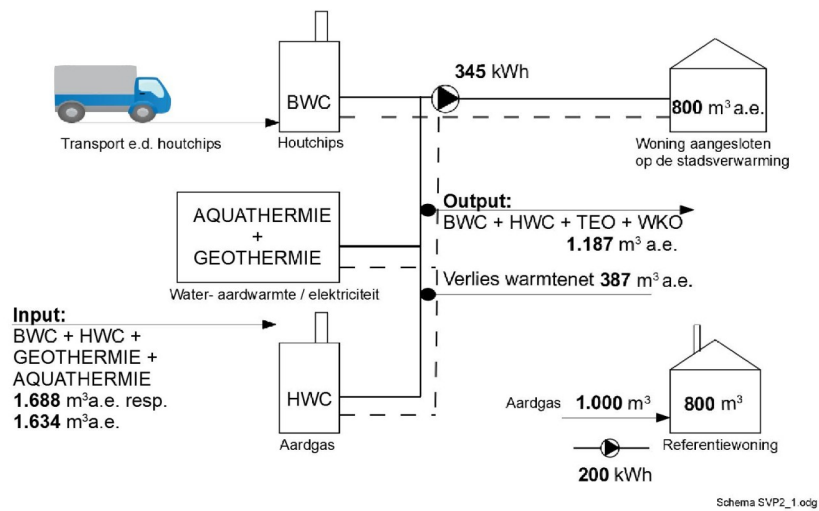 345 kWh
BWC
800 m³ a.e.
Transport e.d. houtchips
Houtchips
Woning aangesloten
op de stadsverwarming
AQUATHERMIE
+
GEOTHERMIE
Output:
BWC + HWC + TEO + WKO
1.187 m³ a.e.
Water- aardwarmte / elektriciteit
Verlies warmtenet 387 m³ a.e.
Input:
BWC + HWC +
GEOTHERMIE +
AQUATHERMIE
1.688 m³a.e. resp.
1.634 m³a.e.
HWC
Aardgas
Aardgas 1.000 m³
800 m³
Referentiewoning
200 kWh
Schema SVP2_1.odg